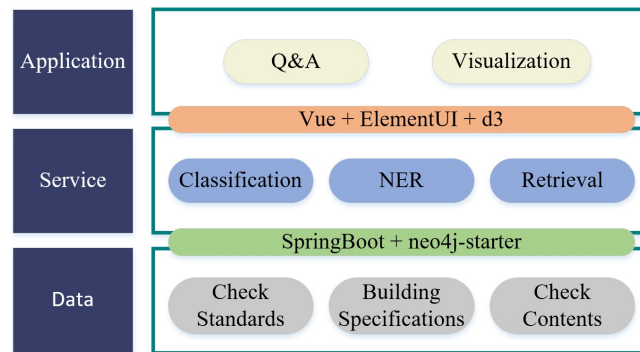 Application
Q&A
Visualization
Vue + ElementUI + d3
Service
Classification
NER
Retrieval
SpringBoot + neo4j-starter
Data
Check
Standards
Building
Specifications
Check
Contents